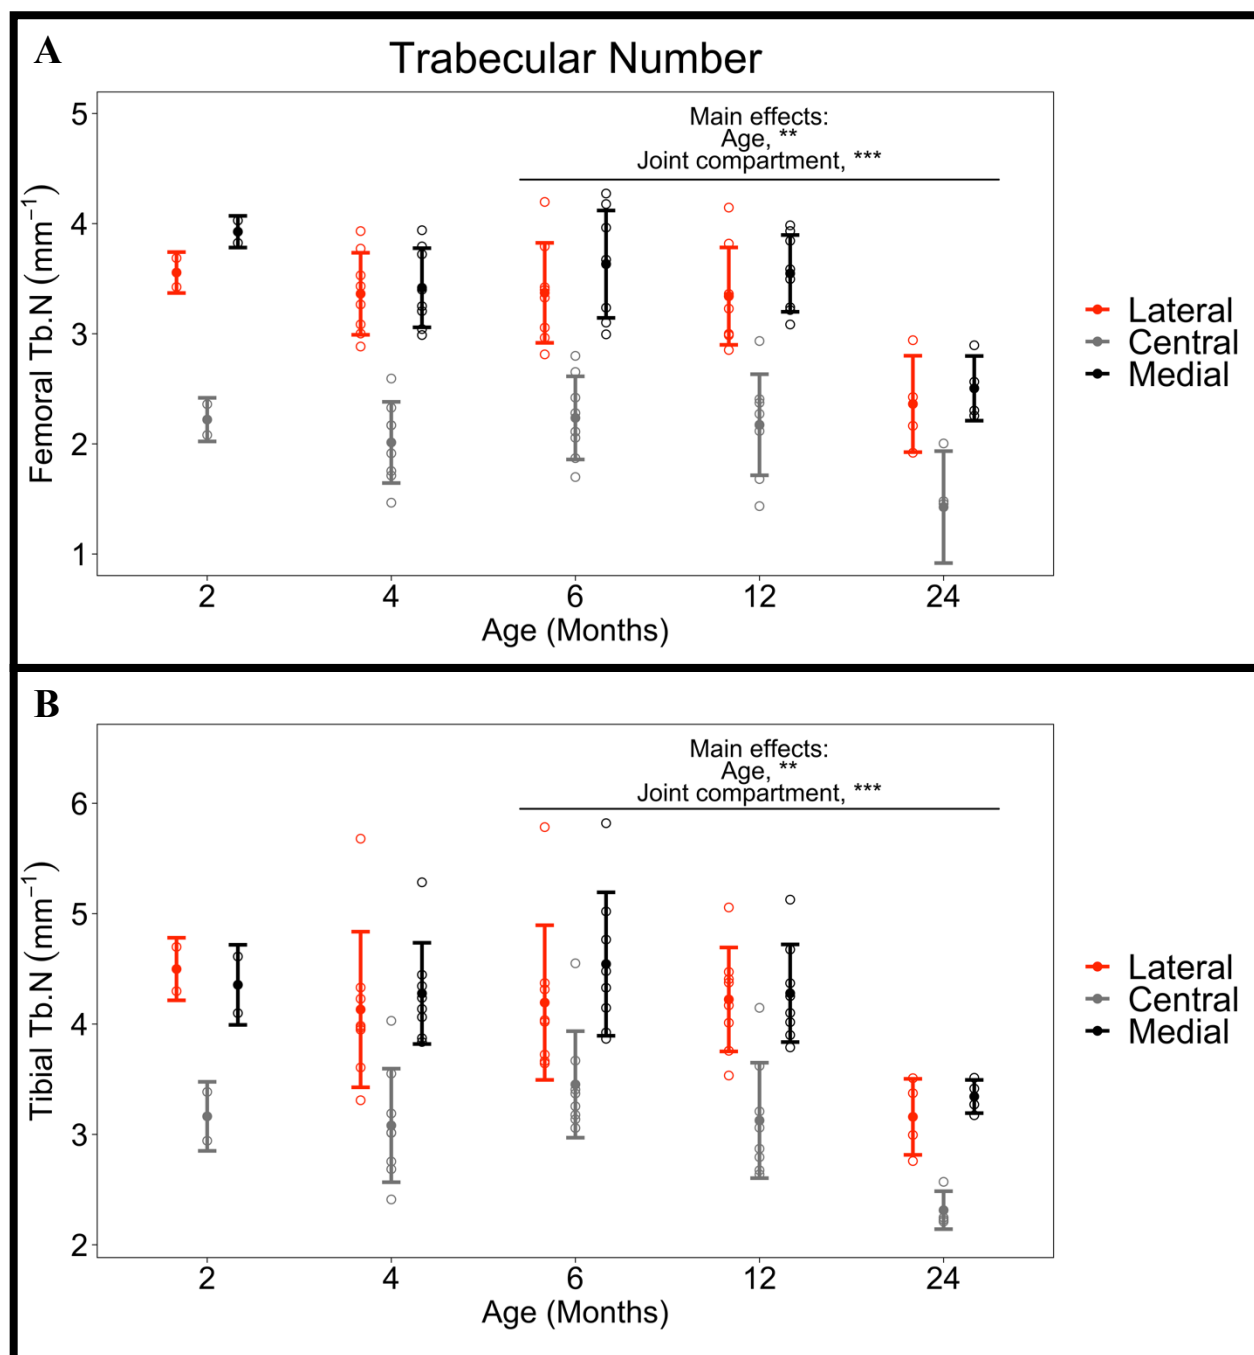 A
Trabecular Number
Main effects:
Age, **
Joint compartment, ***
Femoral Tb.N (mm⁻¹)
5
4
3
2
1
2 4 6 12 24
Age (Months)
Lateral
Central
Medial
B
Main effects:
Age, **
Joint compartment, ***
Tibial Tb.N (mm⁻¹)
6
5
4
3
2
2 4 6 12 24
Age (Months)
Lateral
Central
Medial